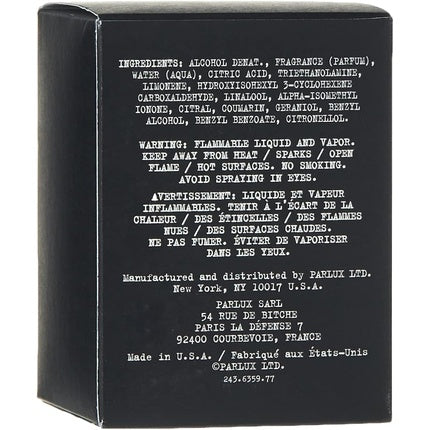 INGREDIENTS: ALCOHOL DENAT., FRAGRANCE (PARFUM),
WATER (AQUA), CITRIC ACID, TRIETHANOLAMINE,
LIMONENE, HYDROXYISOHEXYL 3-CYCLOHEXENE
CARBOXALDEHYDE, LINALOOL, ALPHA-ISOMETHYL
IONONE, CITRAL, COUMARIN, GERANIOL, BENZYL
ALCOHOL, BENZYL BENZOATE, CITRONELLOL.
WARNING: FLAMMABLE LIQUID AND VAPOR.
KEEP AWAY FROM HEAT / SPARKS / OPEN
FLAME / HOT SURFACES. NO SMOKING.
AVOID SPRAYING IN EYES.
AVERTISSEMENT: LIQUIDE ET VAPEUR
INFLAMMABLES. TENIR À L'ÉCART DE LA
CHALEUR / DES ÉTINCELLES / DES FLAMMES
NUES / DES SURFACES CHAUDES.
NE PAS FUMER. ÉVITER DE VAPORISER
DANS LES YEUX.
Manufactured and distributed by PARLUX LTD.
New York, NY 10017 U.S.A.
PARLUX SARL
54 RUE DE BITCHE
PARIS LA DÉFENSE 7
92400 COURBEVOIE, FRANCE
Made in U.S.A. / Fabriqué aux États-Unis
©PARLUX LTD.
243.6359.77